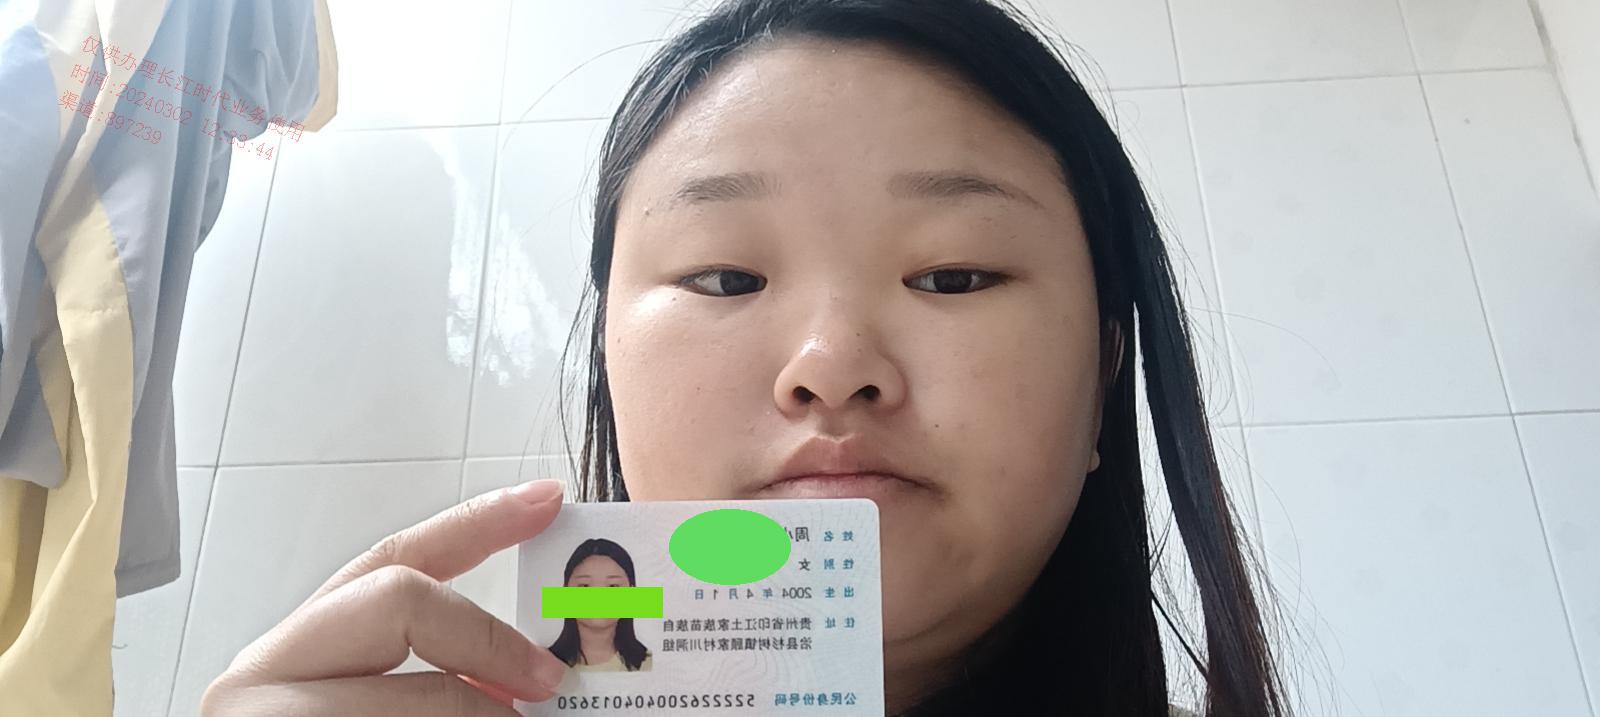 仅供办理长江时代业务使用
时间:20240302 12:33:44
渠道:897239
姓名 周
性别 女
出生 2004 年 4 月 1 日
住址 贵州省印江土家族苗族自
治县杉树镇顾家村川洞组
公民身份号码 522226200404013620